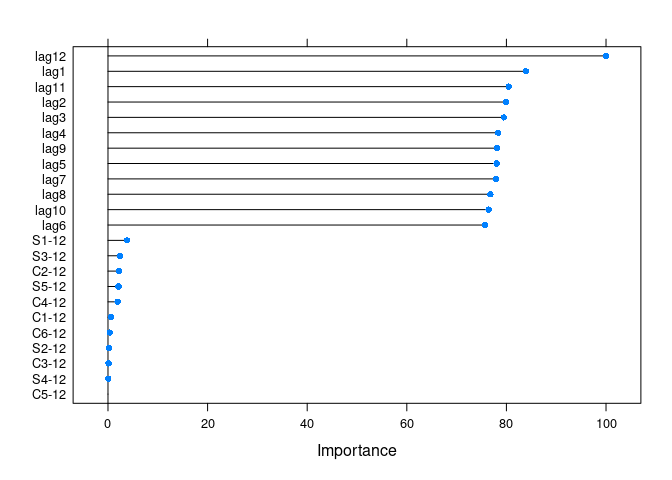 lag12
lag1
lag11
lag2
lag3
lag4
lag9
lag5
lag7
lag8
lag10
lag6
S1-12
S3-12
C2-12
S5-12
C4-12
C1-12
C6-12
S2-12
C3-12
S4-12
C5-12
0 20 40 60 80 100
Importance